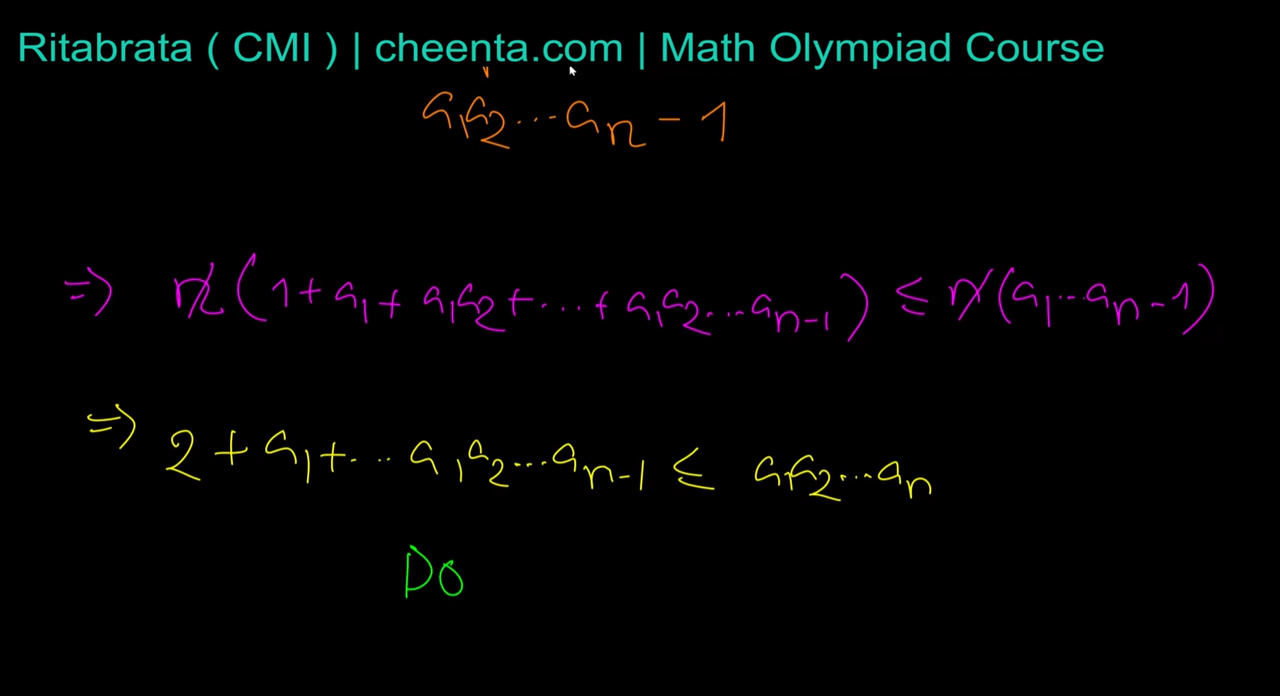 Ritabrata ( CMI ) | cheenta.com | Math Olympiad Course
a₁a₂...aₙ - 1
⇒ n(1+a₁+a₁a₂+...+a₁a₂...aₙ₋₁) ≤ n(a₁...aₙ-1)
⇒ 2+a₁+...a₁a₂...aₙ₋₁ ≤ a₁a₂...aₙ
Do